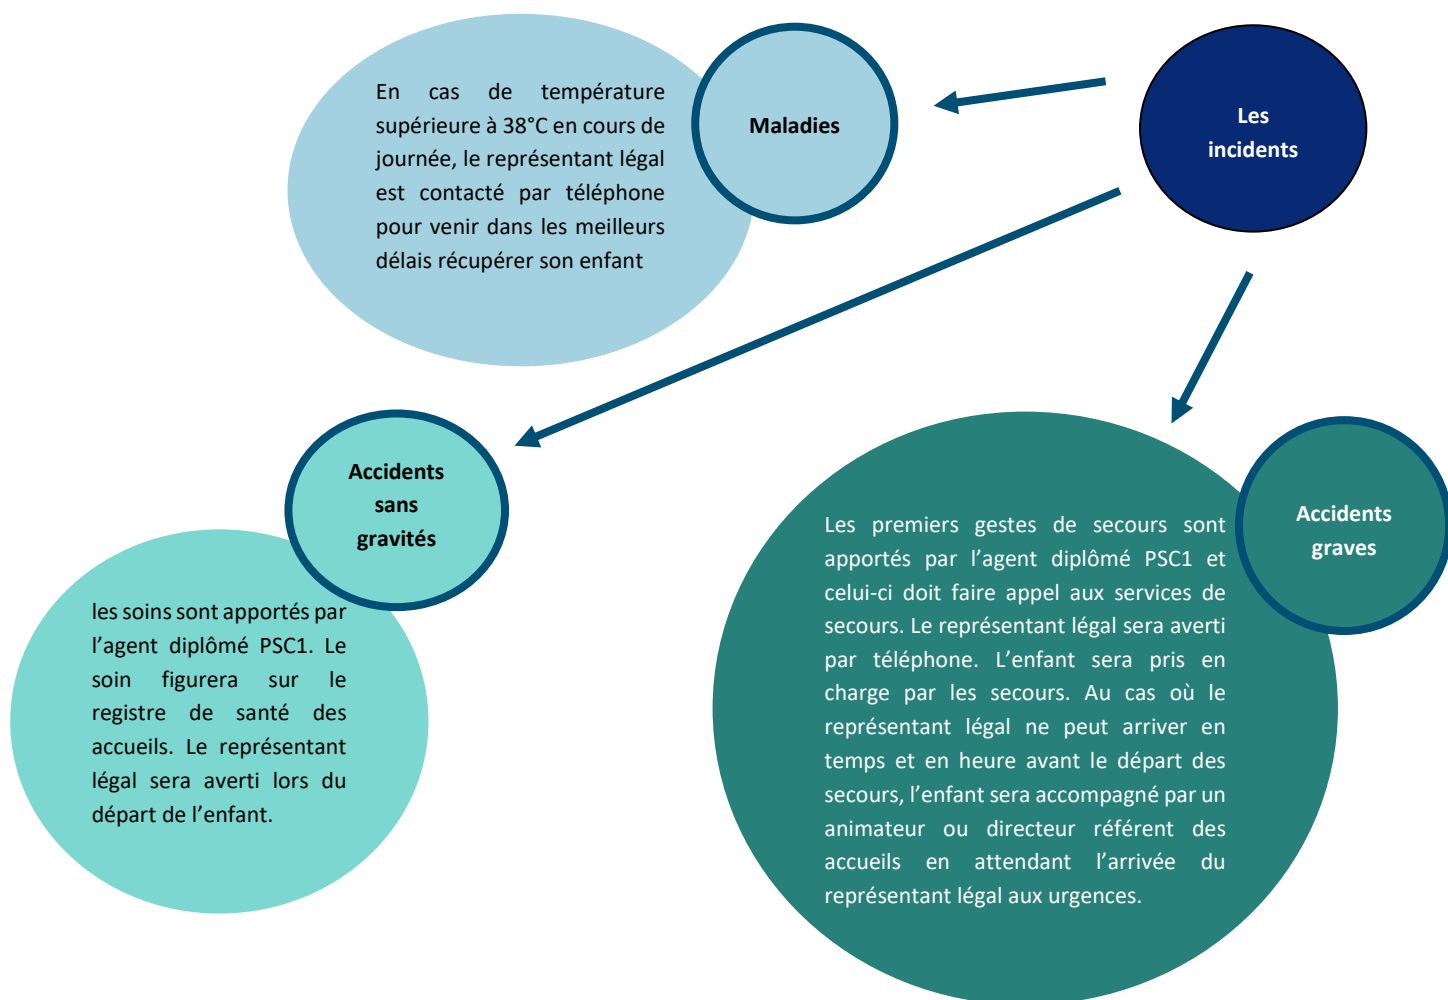 Les
incidents
Maladies
En cas de température
supérieure à 38°C en cours de
journée, le représentant légal
est contacté par téléphone
pour venir dans les meilleurs
délais récupérer son enfant
Accidents
sans
gravités
les soins sont apportés par
l’agent diplômé PSC1. Le
soin figurera sur le
registre de santé des
accueils. Le représentant
légal sera averti lors du
départ de l’enfant.
Accidents
graves
Les premiers gestes de secours sont
apportés par l’agent diplômé PSC1 et
celui-ci doit faire appel aux services de
secours. Le représentant légal sera averti
par téléphone. L’enfant sera pris en
charge par les secours. Au cas où le
représentant légal ne peut arriver en
temps et en heure avant le départ des
secours, l’enfant sera accompagné par un
animateur ou directeur référent des
accueils en attendant l’arrivée du
représentant légal aux urgences.